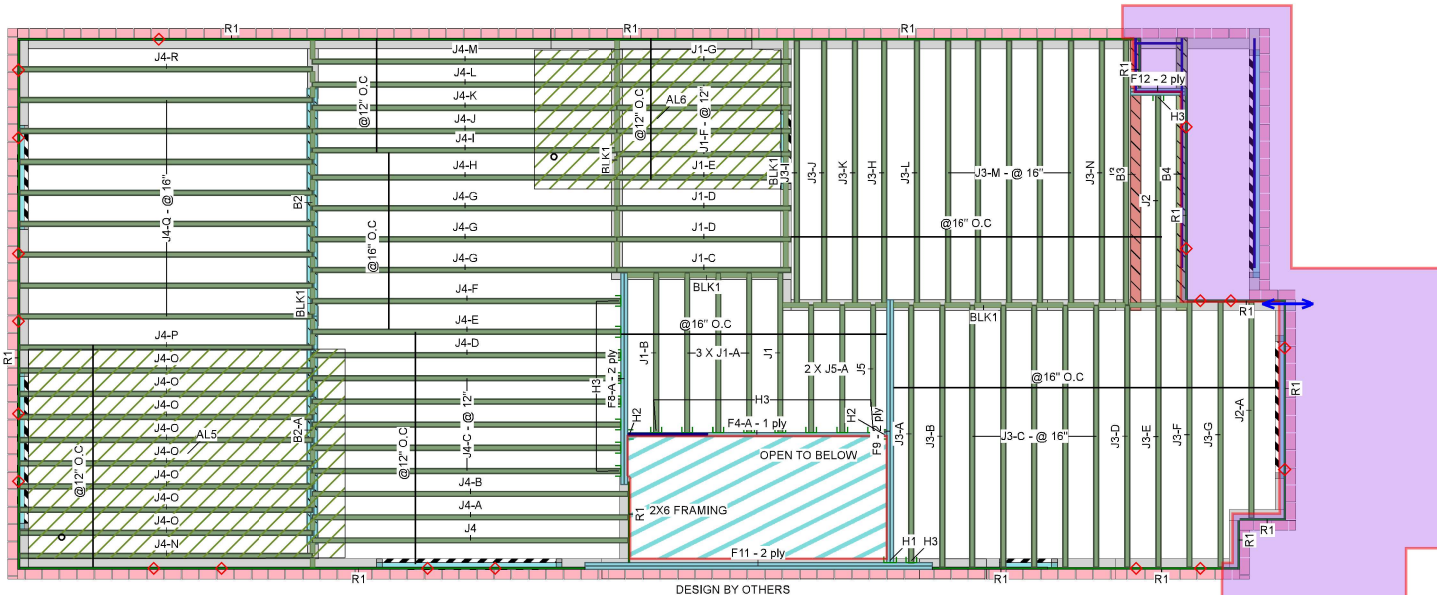 R1
R1
R1
J4-R
J4-M
J1-G
J4-L
J4-K
AL6
J4-J
J4-I
J4-H
J1-E
J4-G
J1-D
J4-G
J1-D
J4-G
J1-C
J4-F
J4-E
J4-D
@12" O.C
@12" O.C
J1-F - @ 12"
BLK1
BLK1
J3-I
J3-J
J3-K
J3-H
J3-L
J3-M - @ 16"
J3-N
R1
J2
B3
J2
B4
F12 - 2 ply
H3
R1
@16" O.C
J4-Q - @ 16"
B2
BLK1
@16" O.C
J4-P
J4-O
J4-O
J4-O
J4-O
J4-O
J4-O
J4-O
J4-O
J4-N
AL5
B2-A
@12" O.C
R1
@12" O.C
J4-C - @ 12"
J4-B
J4-A
J4
H3
F8-A - 2 ply
BLK1
@16" O.C
J1-B
3 X J1-A
J1
2 X J5-A
J5
H3
H2
F4-A - 1 ply
H2
F9 - 2 ply
OPEN TO BELOW
2X6 FRAMING
R1
F11 - 2 ply
H1
H3
BLK1
R1
@16" O.C
J3-A
J3-B
J3-C - @ 16"
J3-D
J3-E
J3-F
J3-G
J2-A
R1
R1
R1
R1
R1
R1
DESIGN BY OTHERS